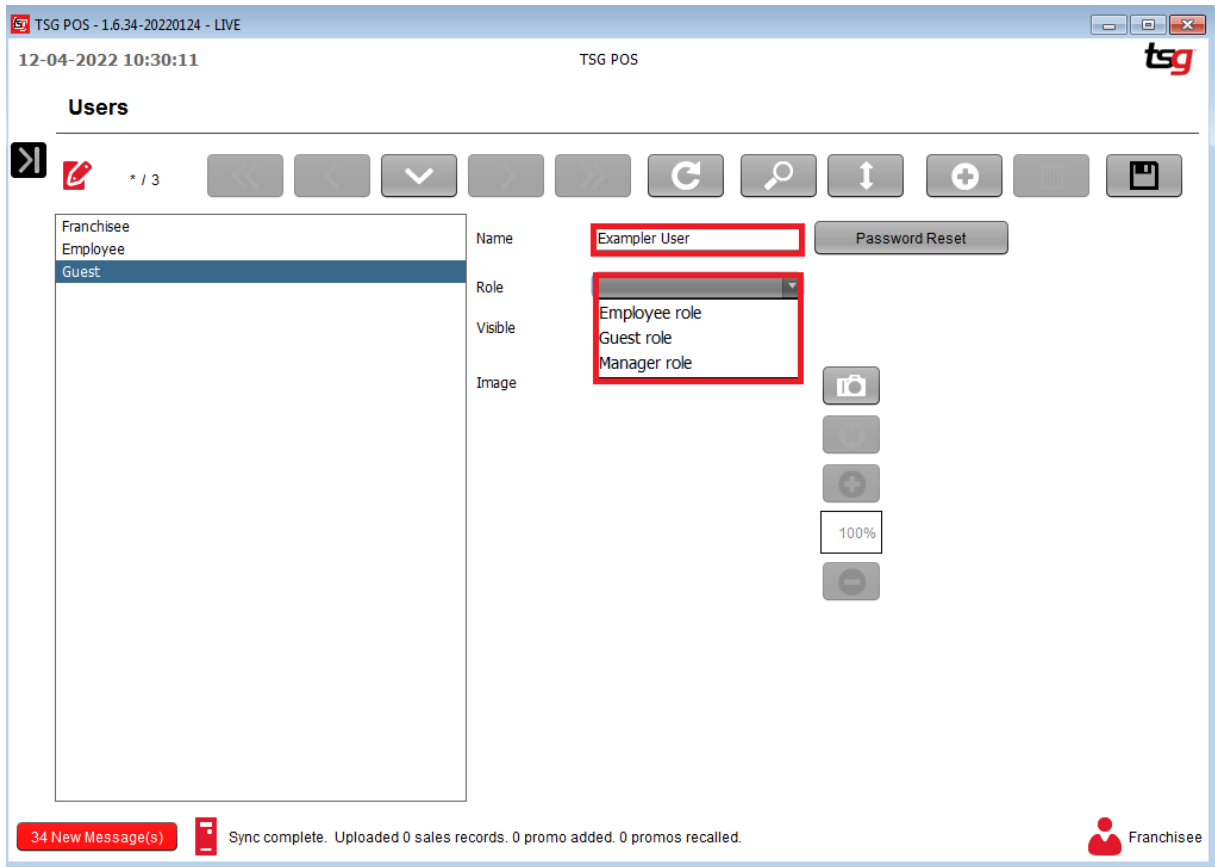 TSG POS - 1.6.34-20220124 - LIVE
12-04-2022 10:30:11
TSG POS
tsg
Users
* / 3
Franchisee
Employee
Guest
Name
Exampler User
Password Reset
Role
Employee role
Guest role
Manager role
Visible
Image
100%
34 New Message(s)
Sync complete. Uploaded 0 sales records. 0 promo added. 0 promos recalled.
Franchisee